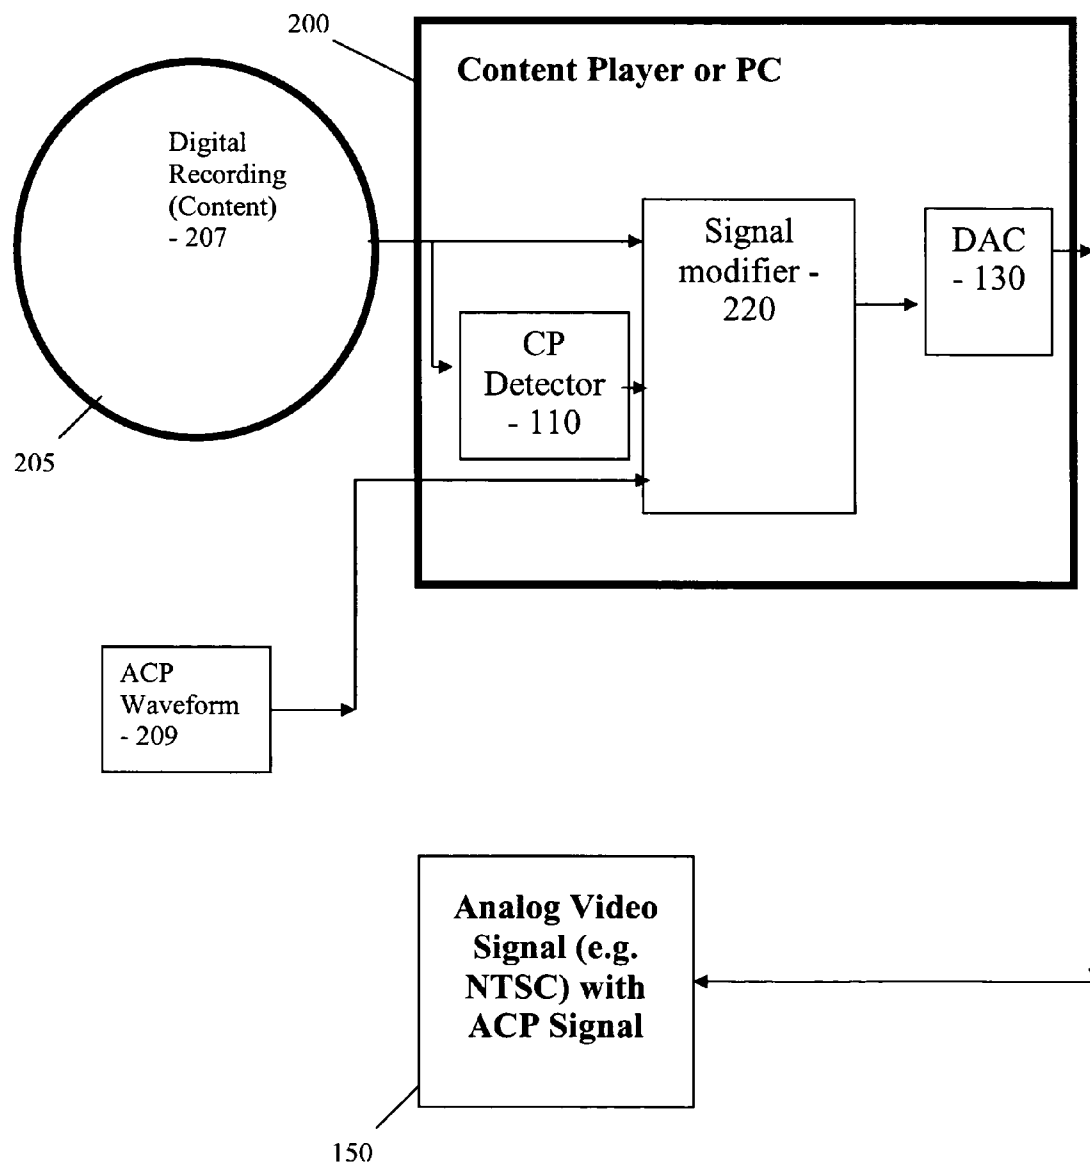 200
Content Player or PC
Digital
Recording
(Content)
- 207
Signal
modifier -
220
DAC
- 130
CP
Detector
- 110
205
ACP
Waveform
- 209
Analog Video
Signal (e.g.
NTSC) with
ACP Signal
150